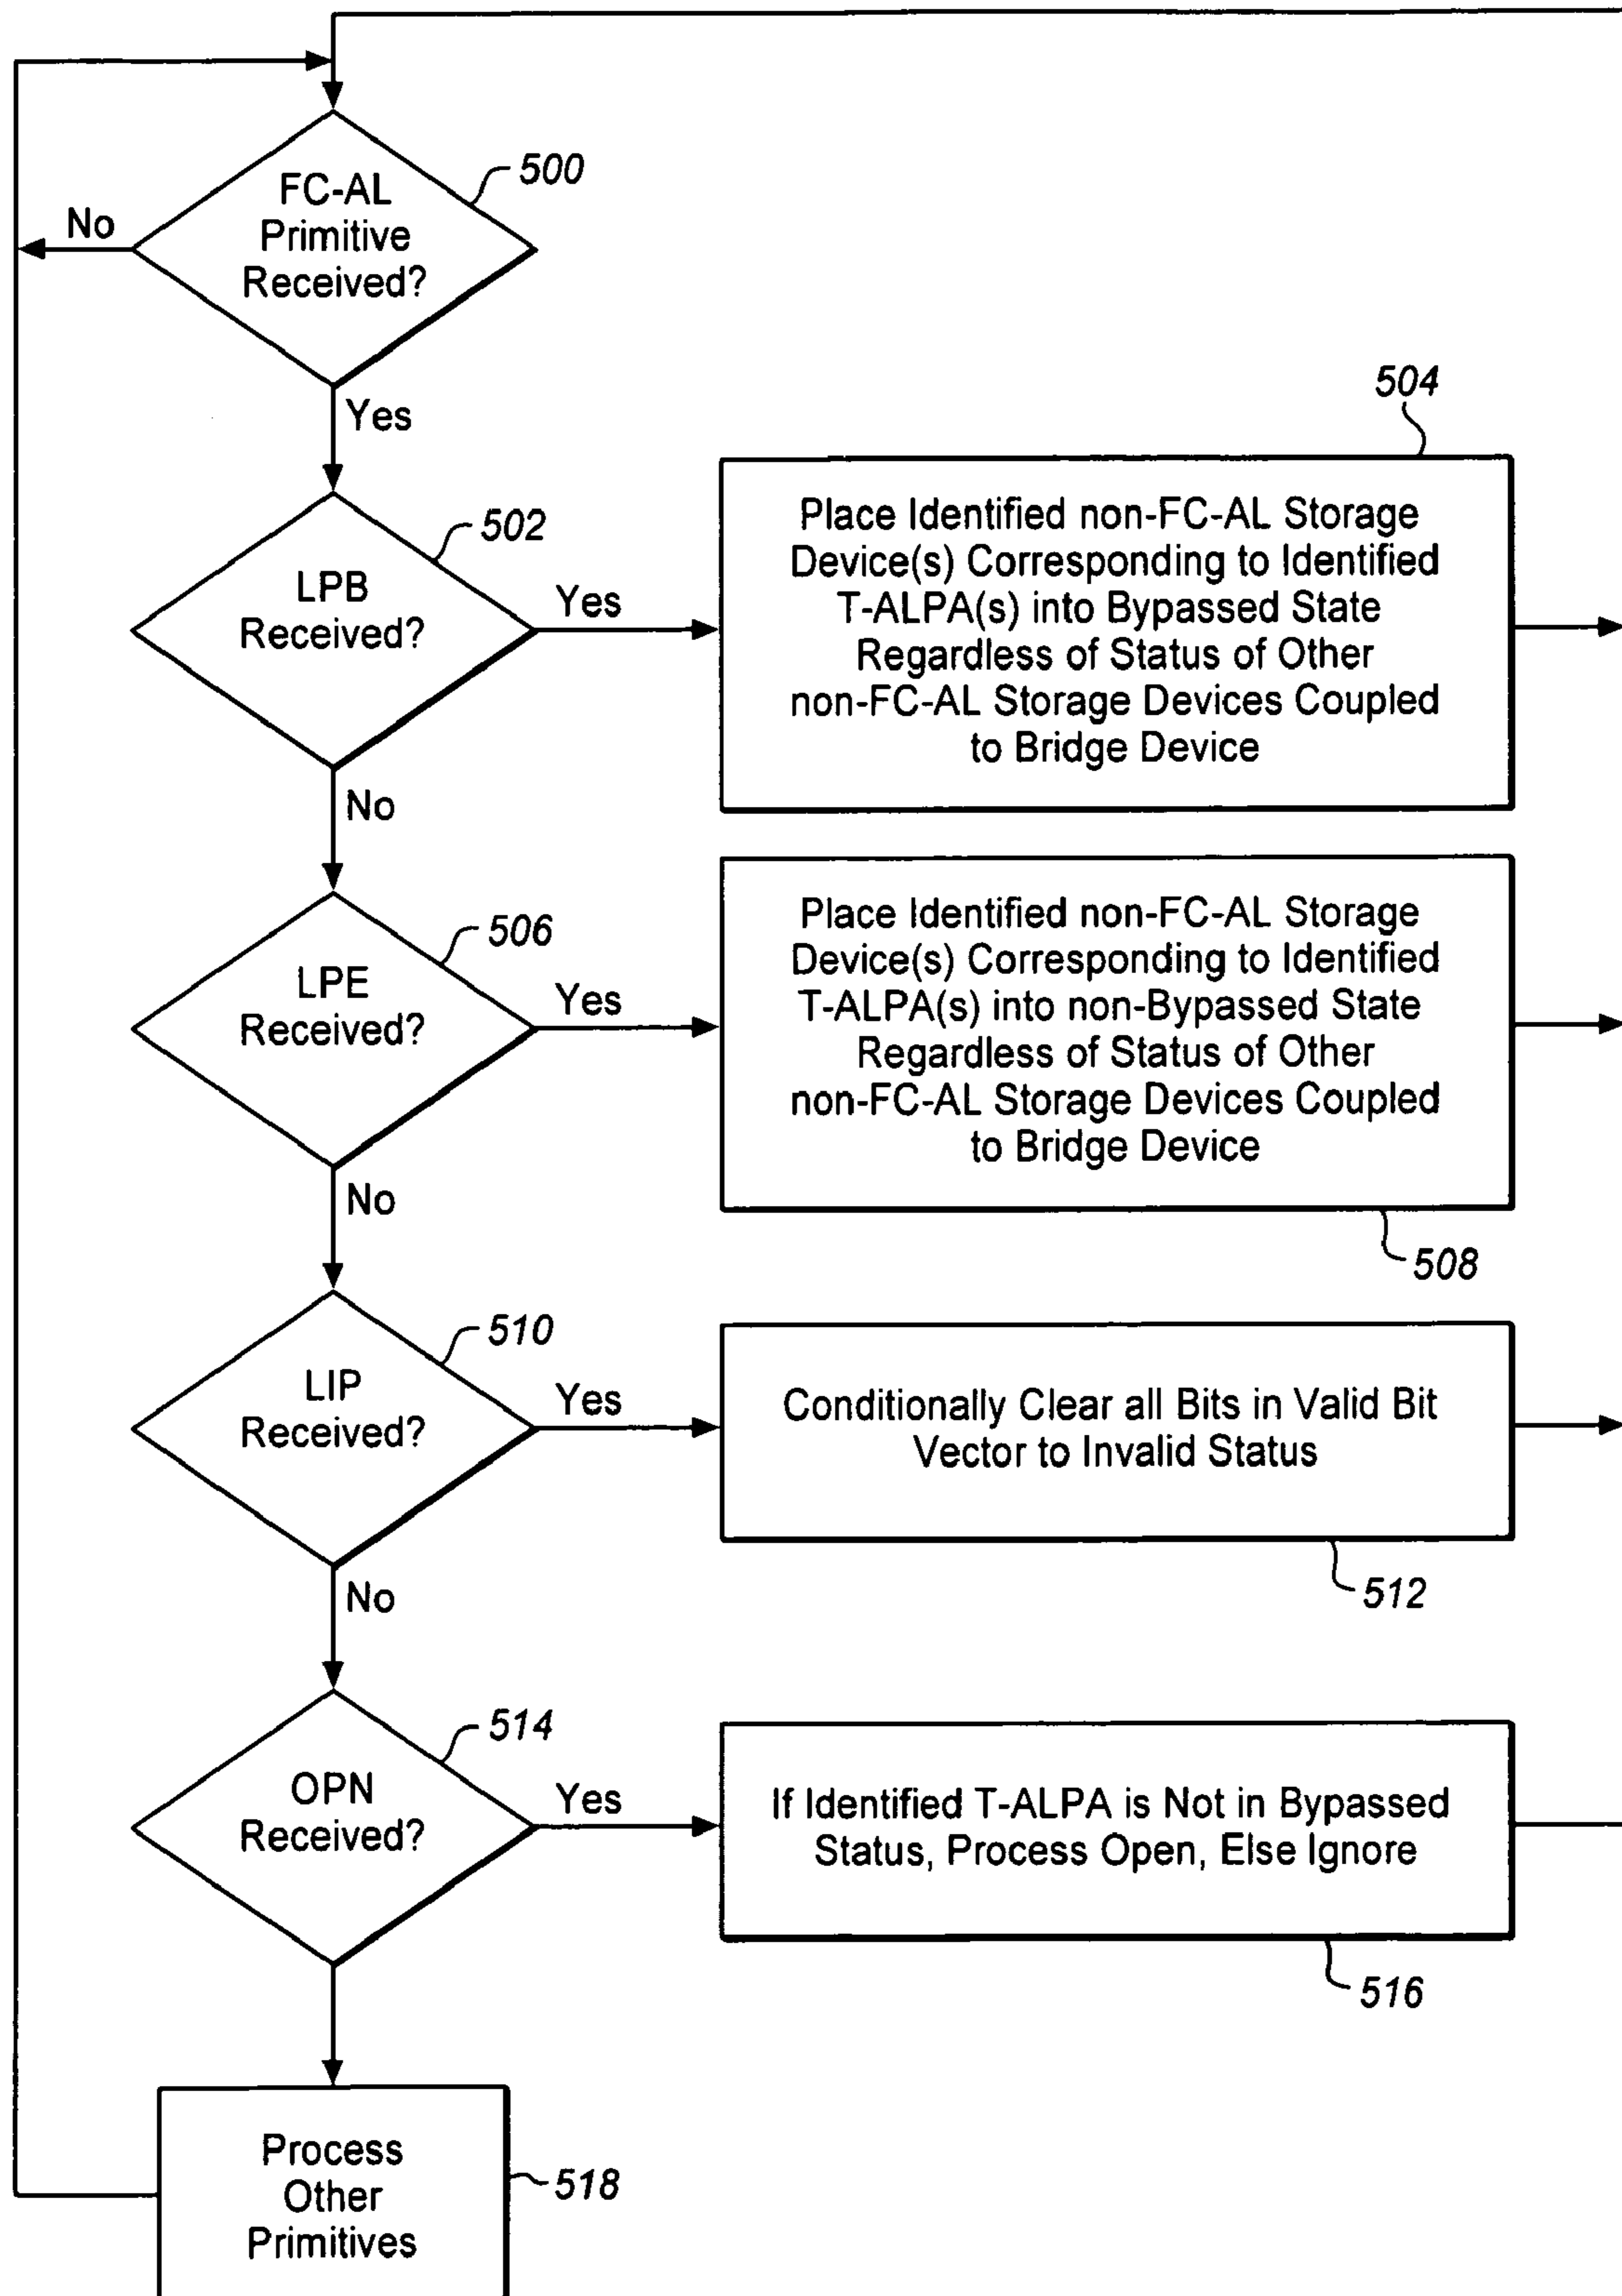 FC-AL
Primitive
Received?
500
No
Yes
LPB
Received?
502
Yes
No
504
Place Identified non-FC-AL Storage
Device(s) Corresponding to Identified
T-ALPA(s) into Bypassed State
Regardless of Status of Other
non-FC-AL Storage Devices Coupled
to Bridge Device
LPE
Received?
506
Yes
No
Place Identified non-FC-AL Storage
Device(s) Corresponding to Identified
T-ALPA(s) into non-Bypassed State
Regardless of Status of Other
non-FC-AL Storage Devices Coupled
to Bridge Device
508
LIP
Received?
510
Yes
No
Conditionally Clear all Bits in Valid Bit
Vector to Invalid Status
512
OPN
Received?
514
Yes
If Identified T-ALPA is Not in Bypassed
Status, Process Open, Else Ignore
516
Process
Other
Primitives
518